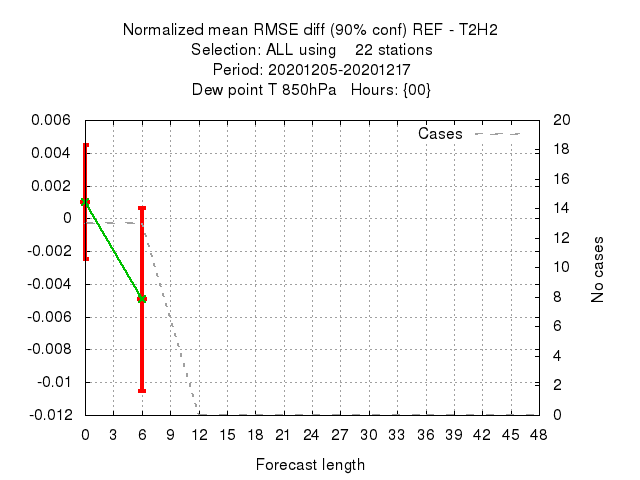 Normalized mean RMSE diff (90% conf) REF - T2H2
Selection: ALL using 22 stations
Period: 20201205-20201217
Dew point T 850hPa Hours: {00}
Cases
0.006
0.004
0.002
0
-0.002
-0.004
-0.006
-0.008
-0.01
-0.012
20
18
16
14
12
10
8
6
4
2
0
No cases
0 3 6 9 12 15 18 21 24 27 30 33 36 39 42 45 48
Forecast length